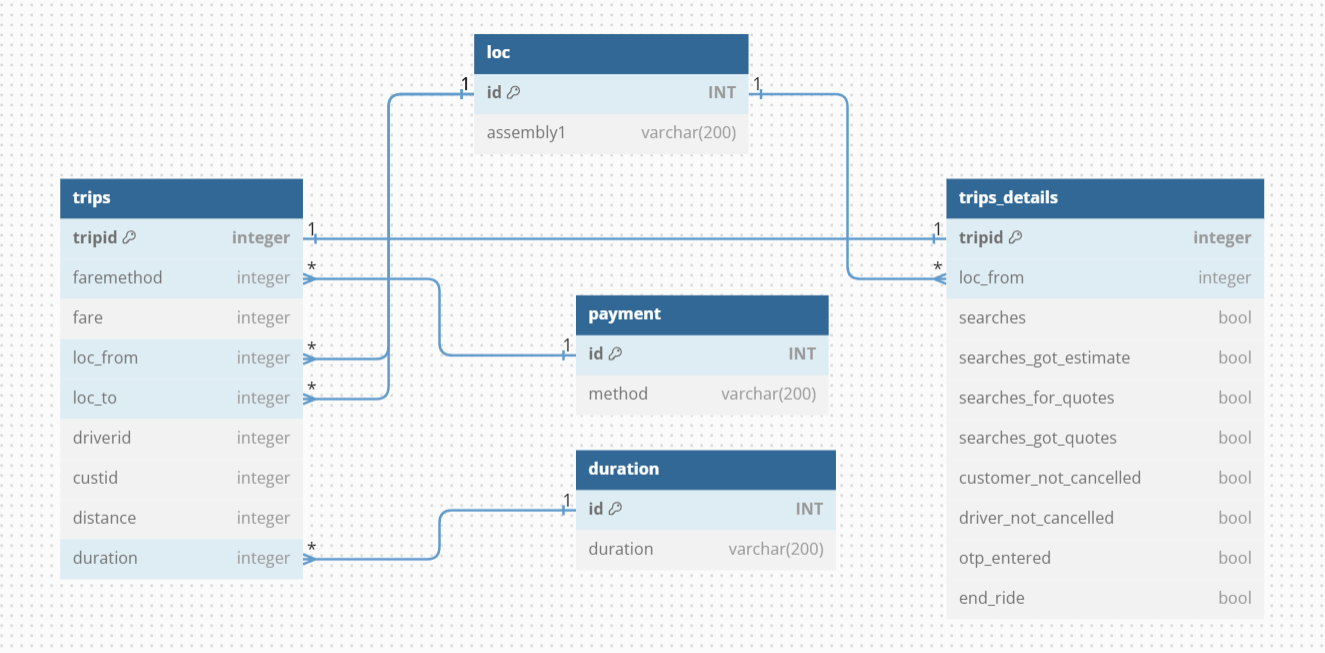 loc
id INT
assembly1 varchar(200)
1
1
trips
tripid integer
faremethod integer
fare integer
loc_from integer
loc_to integer
driverid integer
custid integer
distance integer
duration integer
1
*
*
*
*
payment
id INT
method varchar(200)
1
duration
id INT
duration varchar(200)
1
trips_details
tripid integer
loc_from integer
searches bool
searches_got_estimate bool
searches_for_quotes bool
searches_got_quotes bool
customer_not_cancelled bool
driver_not_cancelled bool
otp_entered bool
end_ride bool
1
*